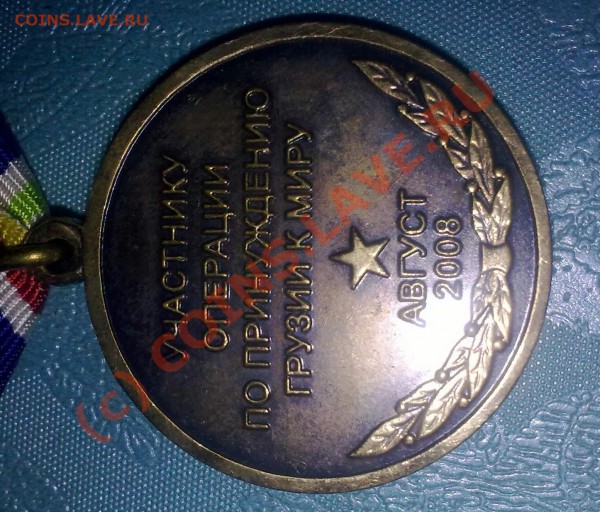 COINS.LAVE.RU
УЧАСТНИКУ
ОПЕРАЦИИ
ПО ПРИНУЖДЕНИЮ
ГРУЗИИ К МИРУ
АВГУСТ
2008
(c) COINS.LAVE.RU